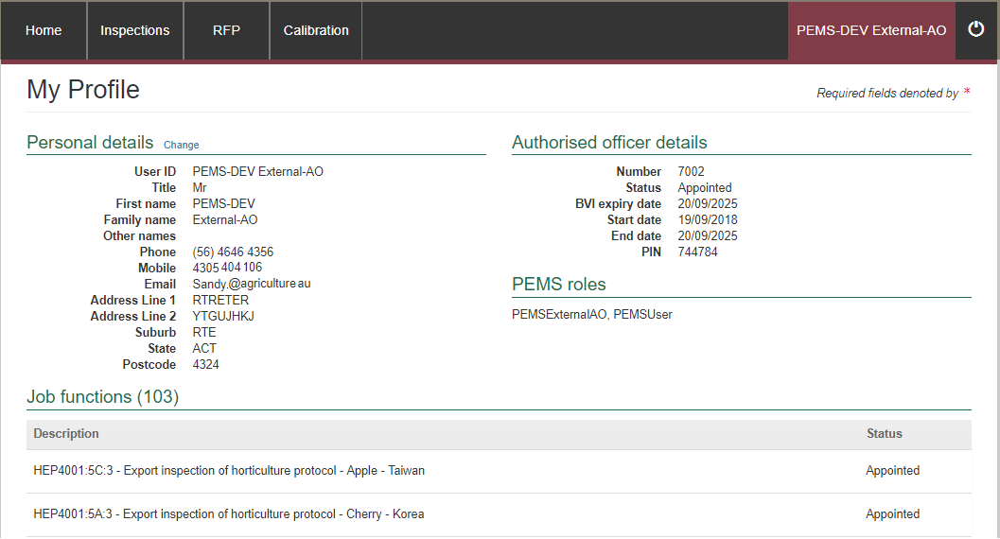 Home Inspections RFP Calibration PEMS-DEV External-AO
My Profile
Required fields denoted by *
Personal details Change
User ID PEMS-DEV External-AO
Title Mr
First name PEMS-DEV
Family name External-AO
Other names
Phone (56) 4646 4356
Mobile 4305 404 106
Email Sandy.@agriculture au
Address Line 1 RTRETER
Address Line 2 YTGUJHKJ
Suburb RTE
State ACT
Postcode 4324
Authorised officer details
Number 7002
Status Appointed
BVI expiry date 20/09/2025
Start date 19/09/2018
End date 20/09/2025
PIN 744784
PEMS roles
PEMSExternalAO, PEMSUser
Job functions (103)
Description Status
HEP4001:5C:3 - Export inspection of horticulture protocol - Apple - Taiwan Appointed
HEP4001:5A:3 - Export inspection of horticulture protocol - Cherry - Korea Appointed